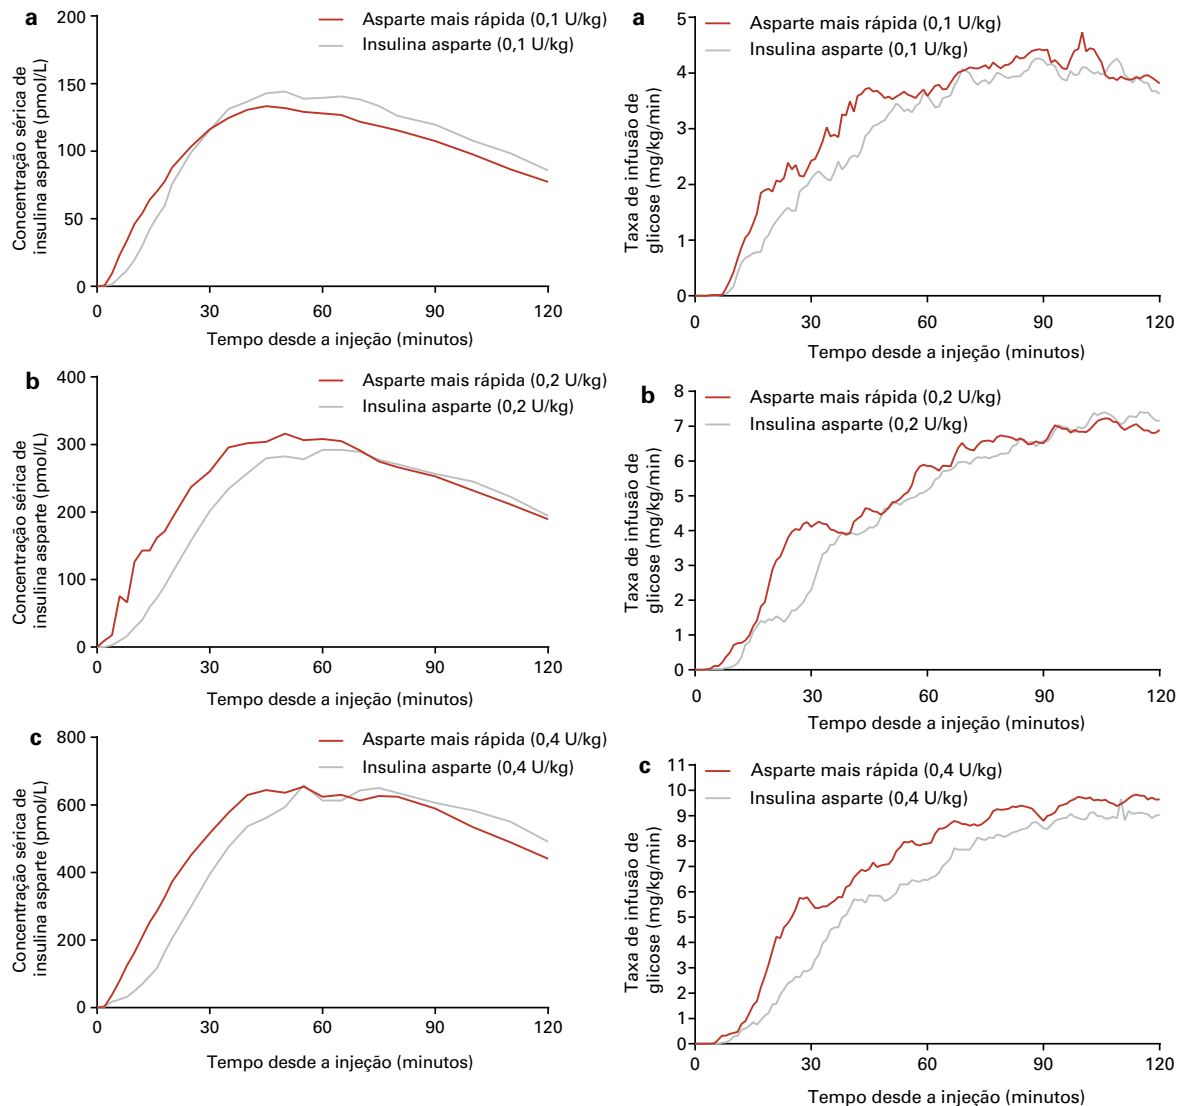 a
200
150
100
50
0
Asparte mais rápida (0,1 U/kg)
Insulina asparte (0,1 U/kg)
Concentração sérica de
insulina asparte (pmol/L)
0 30 60 90 120
Tempo desde a injeção (minutos)
b
400
300
200
100
0
Asparte mais rápida (0,2 U/kg)
Insulina asparte (0,2 U/kg)
Concentração sérica de
insulina asparte (pmol/L)
0 30 60 90 120
Tempo desde a injeção (minutos)
c
800
600
400
200
0
Asparte mais rápida (0,4 U/kg)
Insulina asparte (0,4 U/kg)
Concentração sérica de
insulina asparte (pmol/L)
0 30 60 90 120
Tempo desde a injeção (minutos)
a
5
4
3
2
1
0
Asparte mais rápida (0,1 U/kg)
Insulina asparte (0,1 U/kg)
Taxa de infusão de
glicose (mg/kg/min)
0 30 60 90 120
Tempo desde a injeção (minutos)
b
8
7
6
5
4
3
2
1
0
Asparte mais rápida (0,2 U/kg)
Insulina asparte (0,2 U/kg)
Taxa de infusão de
glicose (mg/kg/min)
0 30 60 90 120
Tempo desde a injeção (minutos)
c
11
10
9
8
7
6
5
4
3
2
1
0
Asparte mais rápida (0,4 U/kg)
Insulina asparte (0,4 U/kg)
Taxa de infusão de
glicose (mg/kg/min)
0 30 60 90 120
Tempo desde a injeção (minutos)